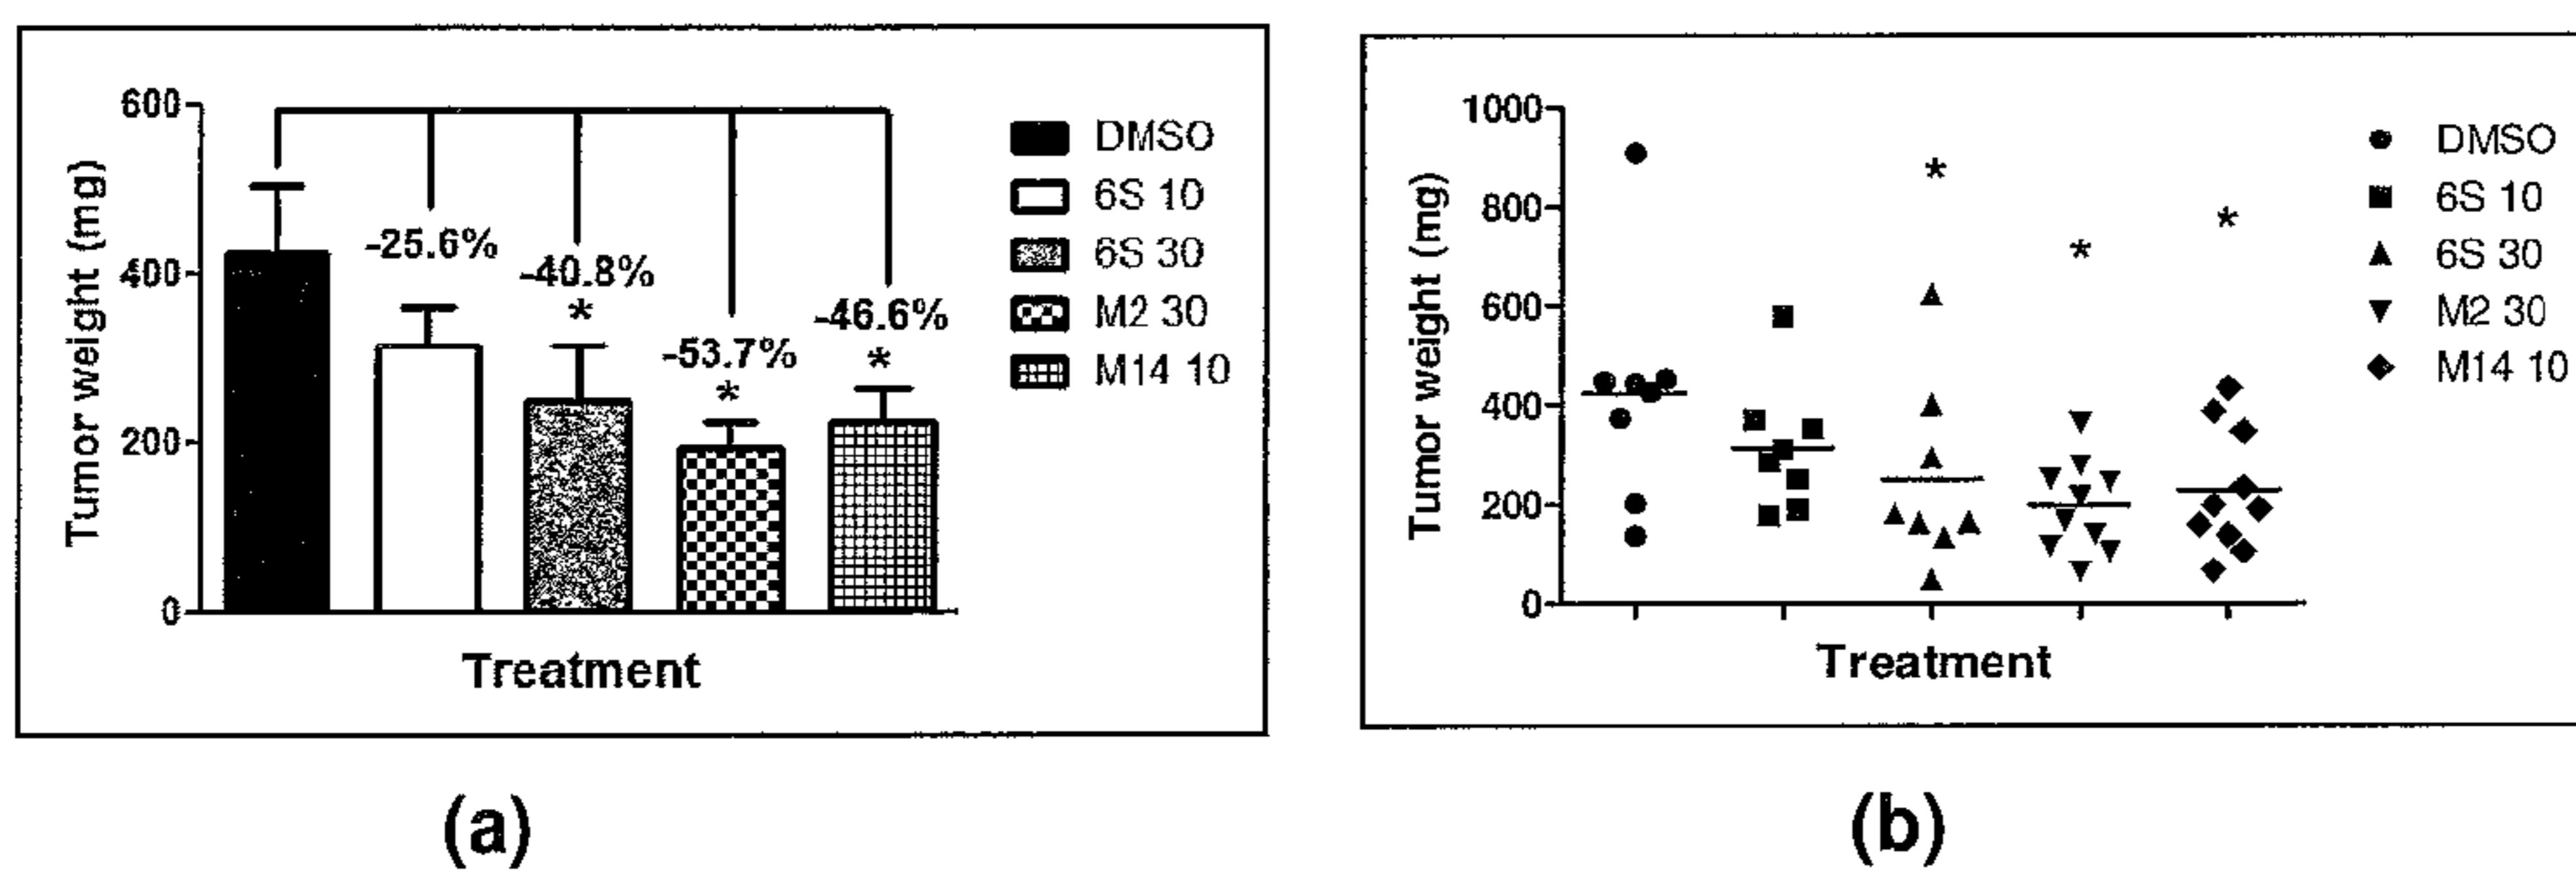 600
400
200
0
Tumor weight (mg)
-25.6%
-40.8%
*
-53.7%
*
-46.6%
*
Treatment
DMSO
6S 10
6S 30
M2 30
M14 10
(a)
1000
800
600
400
200
0
Tumor weight (mg)
*
*
*
Treatment
DMSO
6S 10
6S 30
M2 30
M14 10
(b)